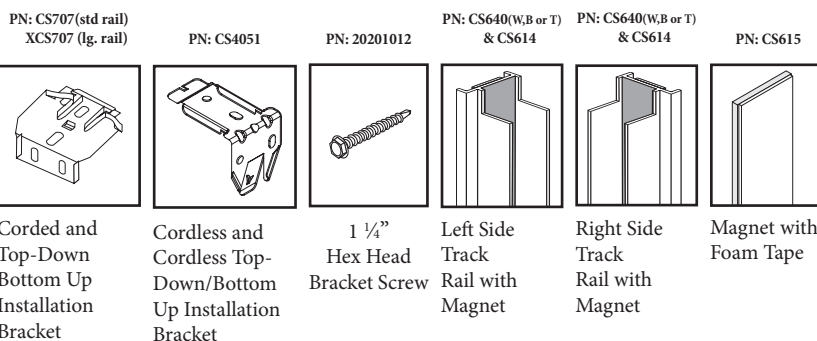 PN: CS707(std rail)
XCS707 (lg. rail)
PN: CS4051
PN: 20201012
PN: CS640(W,B or T)
& CS614
PN: CS640(W,B or T)
& CS614
PN: CS615
Corded and
Top-Down
Bottom Up
Installation
Bracket
Cordless and
Cordless Top-
Down/Bottom
Up Installation
Bracket
1 ¼”
Hex Head
Bracket Screw
Left Side
Track
Rail with
Magnet
Right Side
Track
Rail with
Magnet
Magnet with
Foam Tape